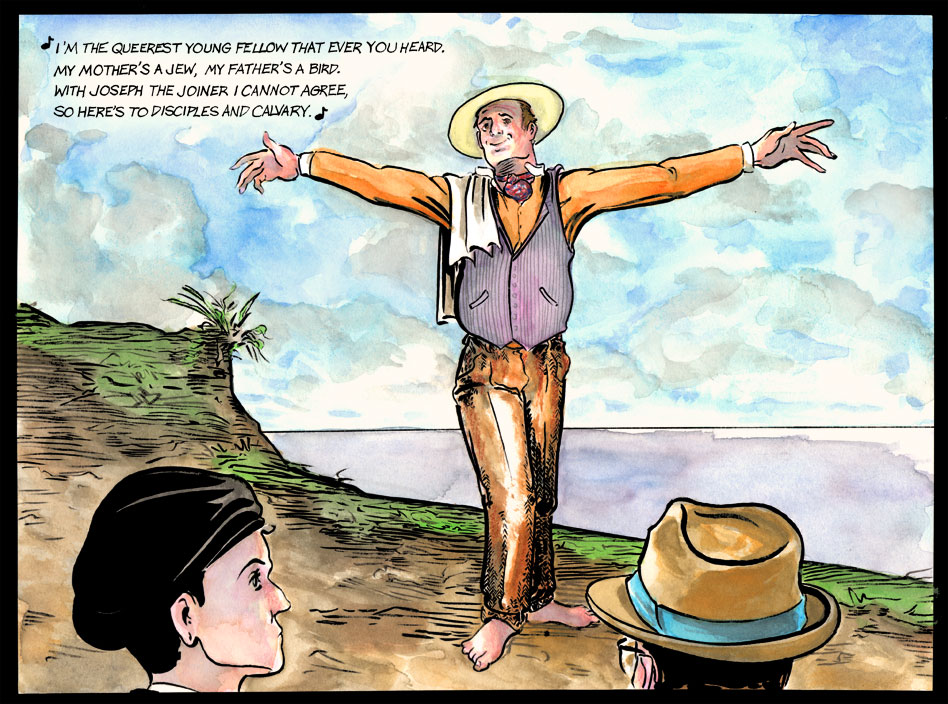 ♪ I'M THE QUEEREST YOUNG FELLOW THAT EVER YOU HEARD.
MY MOTHER'S A JEW, MY FATHER'S A BIRD.
WITH JOSEPH THE JOINER I CANNOT AGREE,
SO HERE'S TO DISCIPLES AND CALVARY. ♪